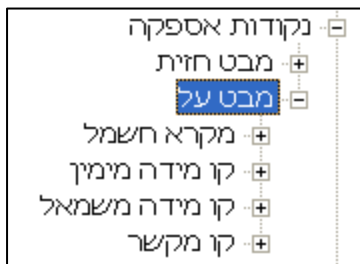 נקודות אספקה
מבט חזית
מבט על
מקרא חשמל
קו מידה מימין
קו מידה משמאל
קו מקשר